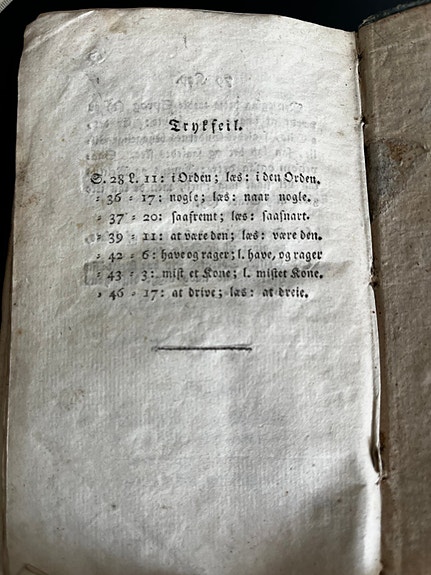 Trykfeil.
S. 28 L. 11: i Orden; læs: i den Orden.
= 36 = 17: nogle; læs: naar nogle.
= 37 = 20: saafremt; læs: saasnart.
= 39 = 11: at være den; læs: være den.
= 42 = 6: have og rager; l. have, og rager
= 43 = 3: mist et Kone; l. mistet Kone.
= 46 = 17: at drive; læs: at dreie.